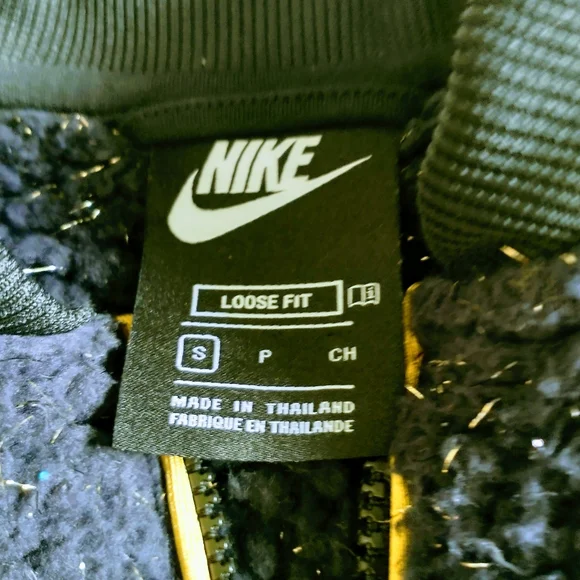 NIKE
LOOSE FIT
S P CH
MADE IN THAILAND
FABRIQUE EN THAILANDE